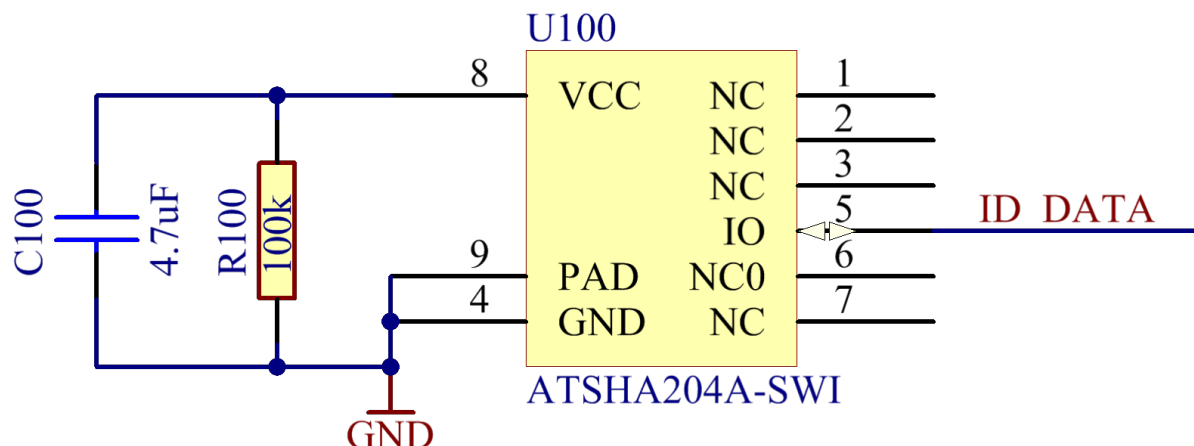 U100
8
VCC
NC
1
NC
2
NC
3
IO
5
ID_DATA
C100
4.7uF
R100
100k
9
PAD
NC0
6
4
GND
NC
7
ATSHA204A-SWI
GND